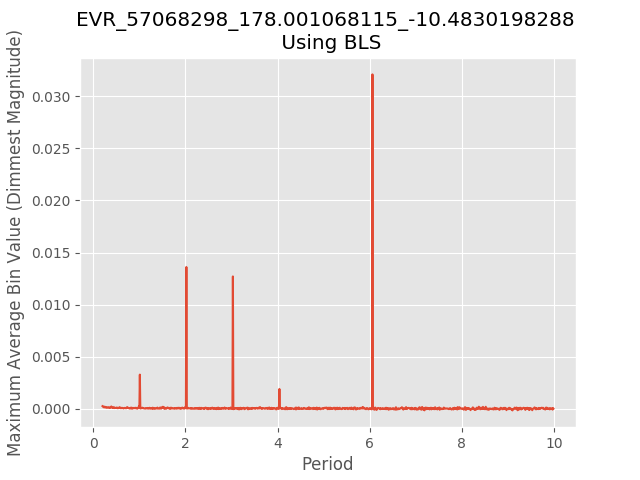 EVR_57068298_178.001068115_-10.4830198288
Using BLS
Maximum Average Bin Value (Dimmest Magnitude)
0.030
0.025
0.020
0.015
0.010
0.005
0.000
0 2 4 6 8 10
Period